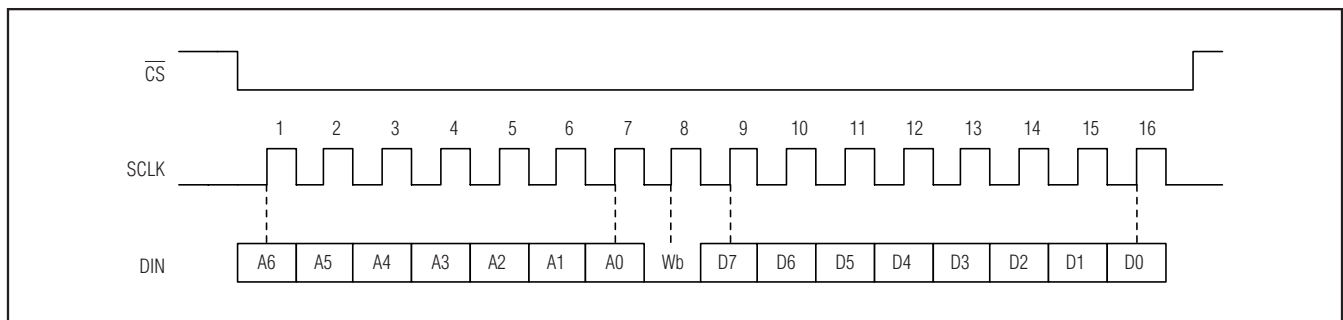 C̅S̅
1 2 3 4 5 6 7 8 9 10 11 12 13 14 15 16
SCLK
DIN A6 A5 A4 A3 A2 A1 A0 Wb D7 D6 D5 D4 D3 D2 D1 D0